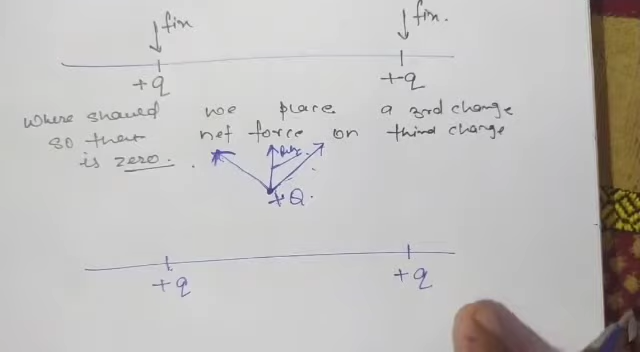 fix fix.
+q +q
where should we place a 3rd charge
so that net force on third charge
is zero.
+Q.
+q +q